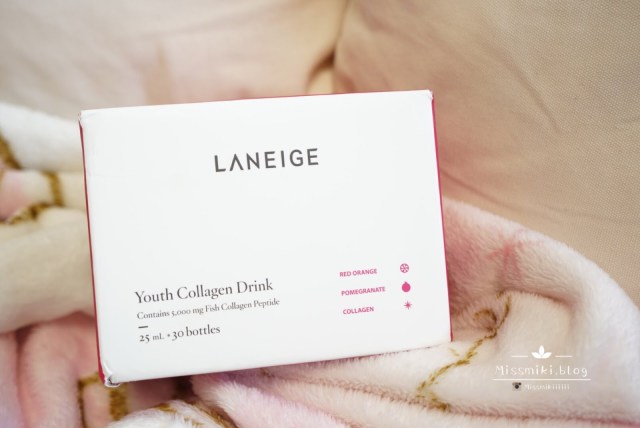 LANEIGE
RED ORANGE
POMEGRANATE
COLLAGEN
Youth Collagen Drink
Contains 5,000 mg Fish Collagen Peptide
25 mL * 30 bottles
Missmiki.blog